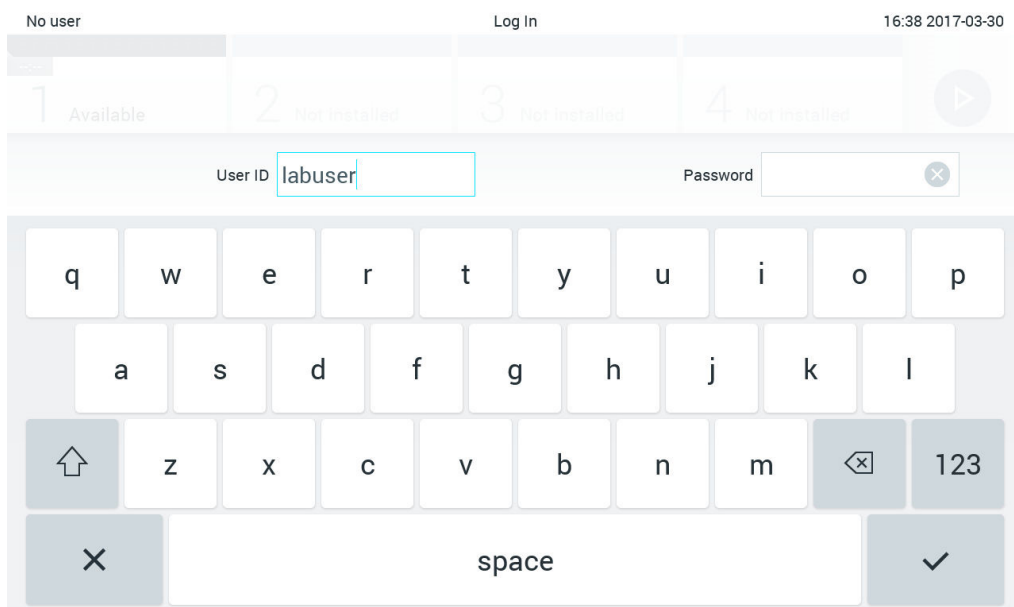 No user Log In 16:38 2017-03-30
1 Available 2 Not installed 3 Not installed 4 Not installed
User ID labuser Password
q w e r t y u i o p
a s d f g h j k l
z x c v b n m 123
space